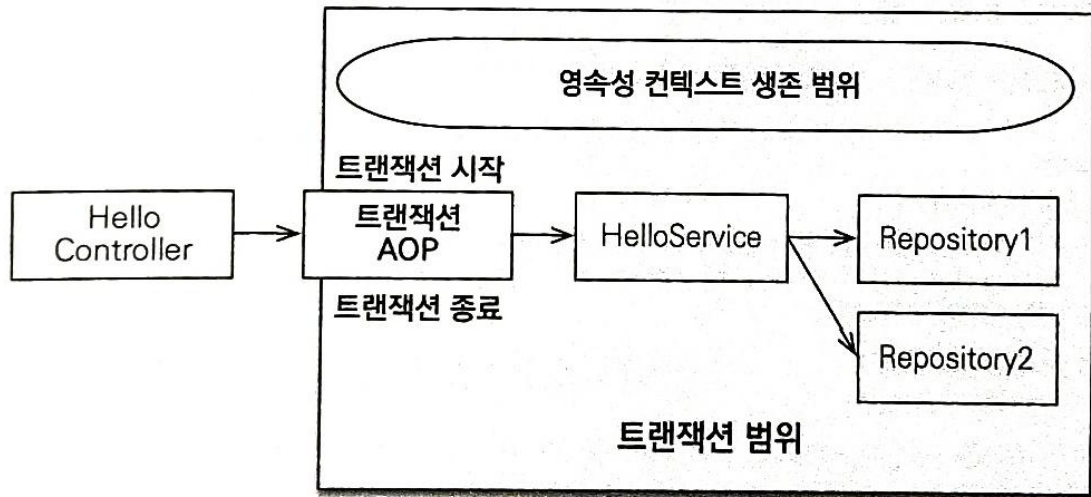 영속성 컨텍스트 생존 범위
트랜잭션 시작
Hello
Controller
트랜잭션
AOP
HelloService
Repository1
트랜잭션 종료
Repository2
트랜잭션 범위